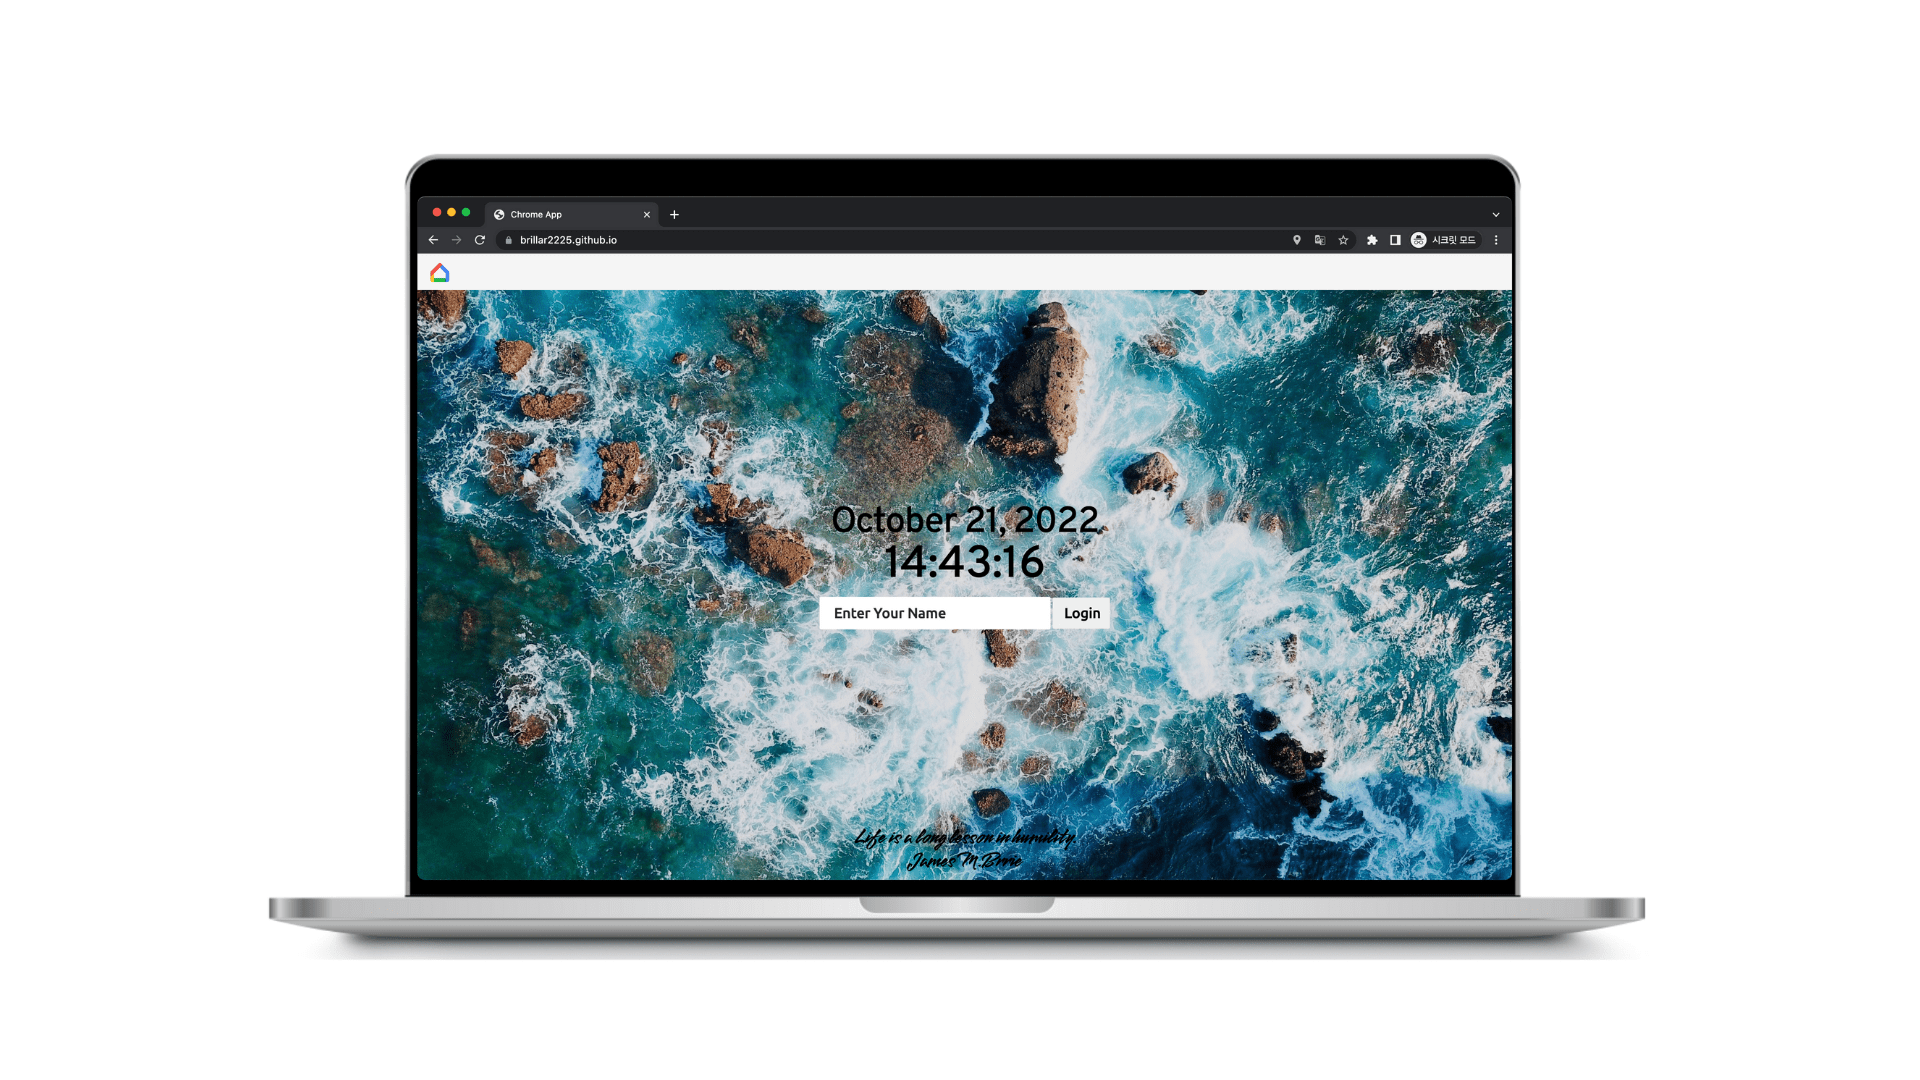 Chrome App
brillar2225.github.io
시크릿 모드
October 21, 2022
14:43:16
Enter Your Name
Login
Life is a long lesson in humility.
James M. Brrie